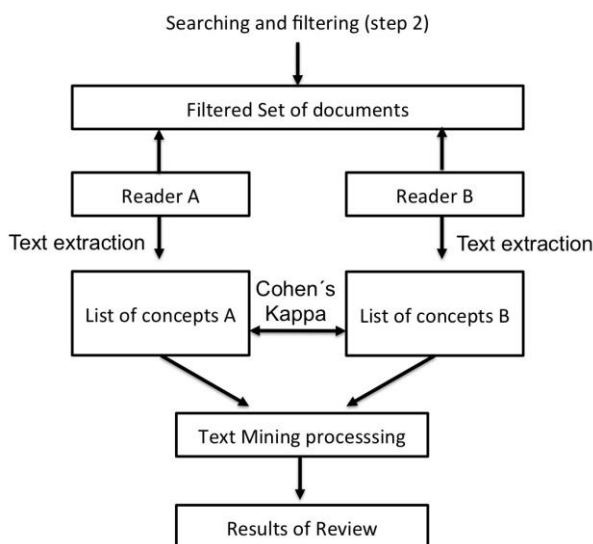 Searching and filtering (step 2)
Filtered Set of documents
Reader A
Reader B
Text extraction
Text extraction
Cohen´s
Kappa
List of concepts A
List of concepts B
Text Mining processsing
Results of Review